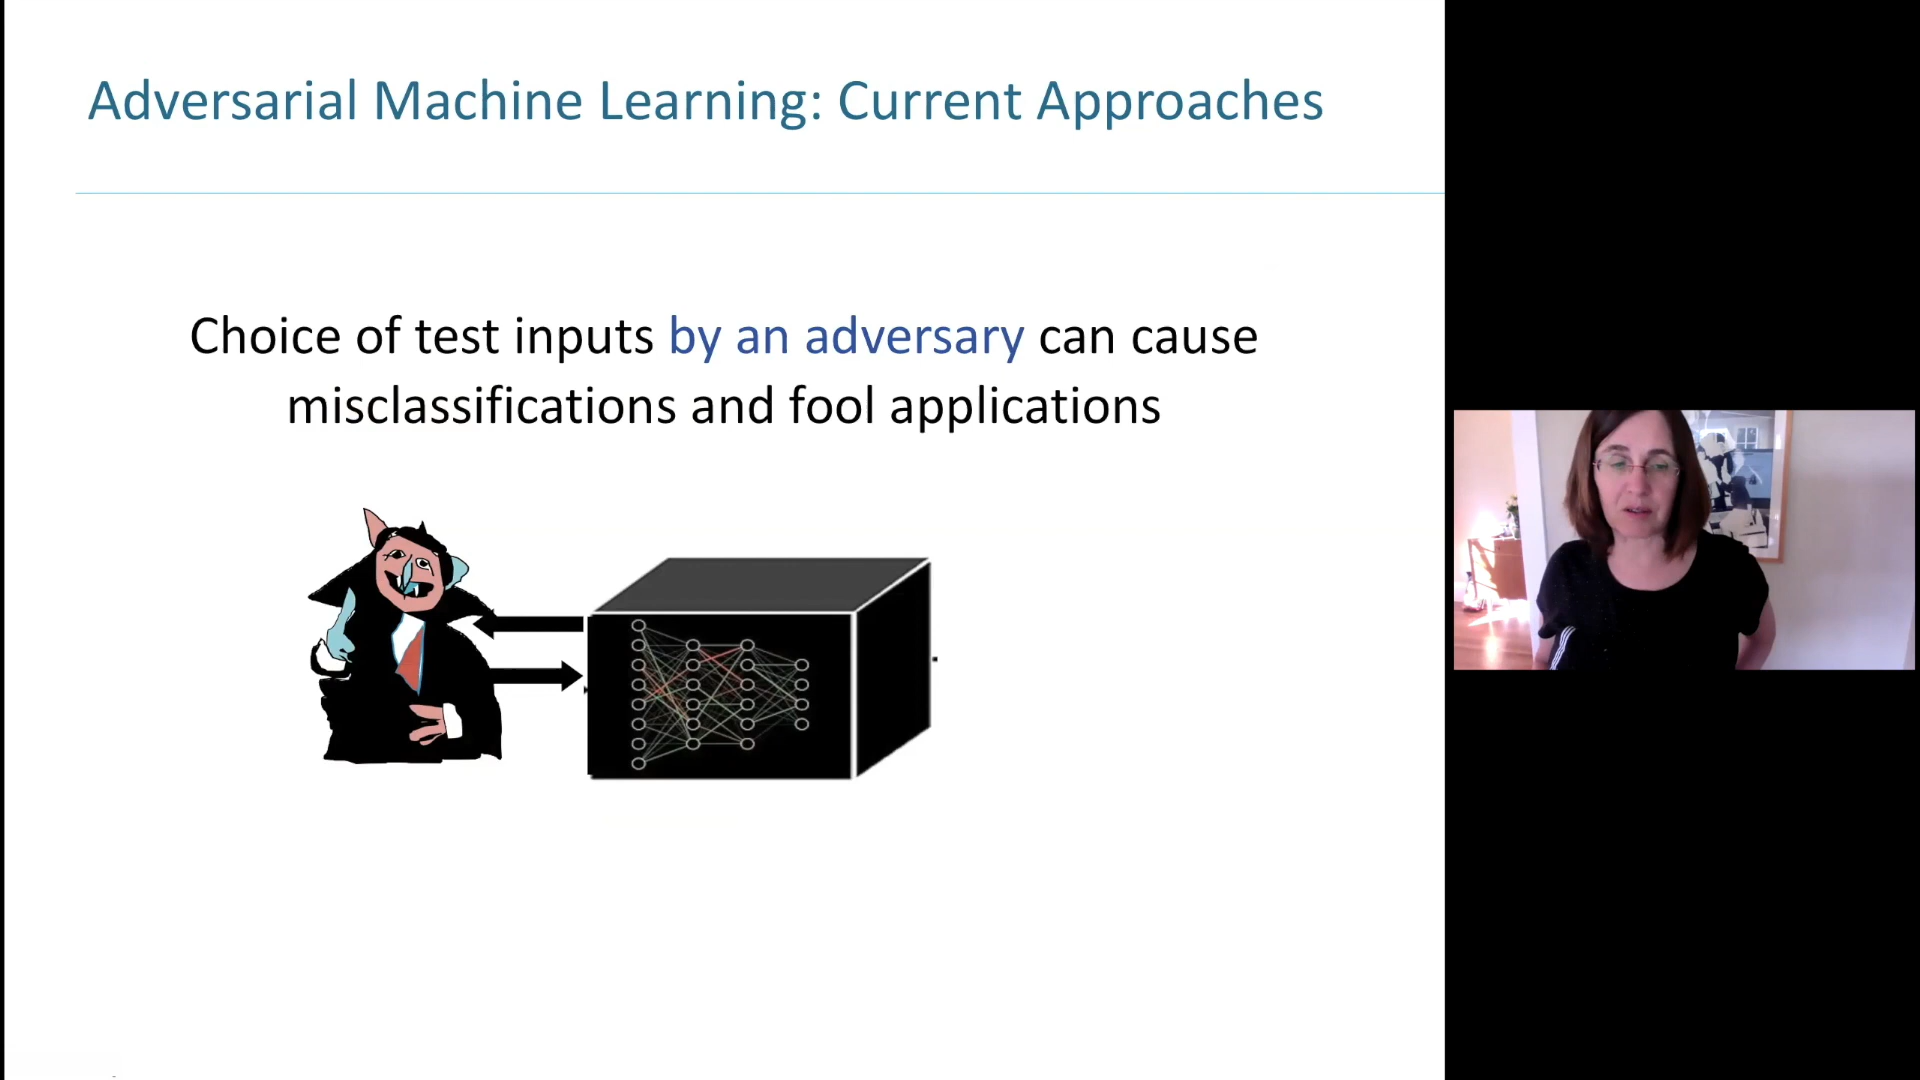 Adversarial Machine Learning: Current Approaches
Choice of test inputs by an adversary can cause
misclassifications and fool applications